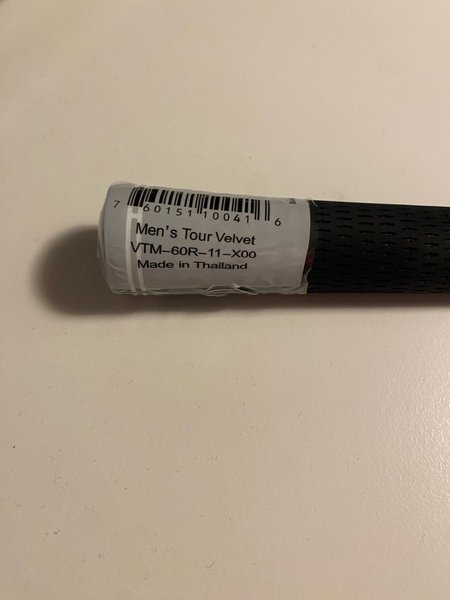 7 60151 10041 6
Men's Tour Velvet
VTM-60R-11-X00
Made in Thailand